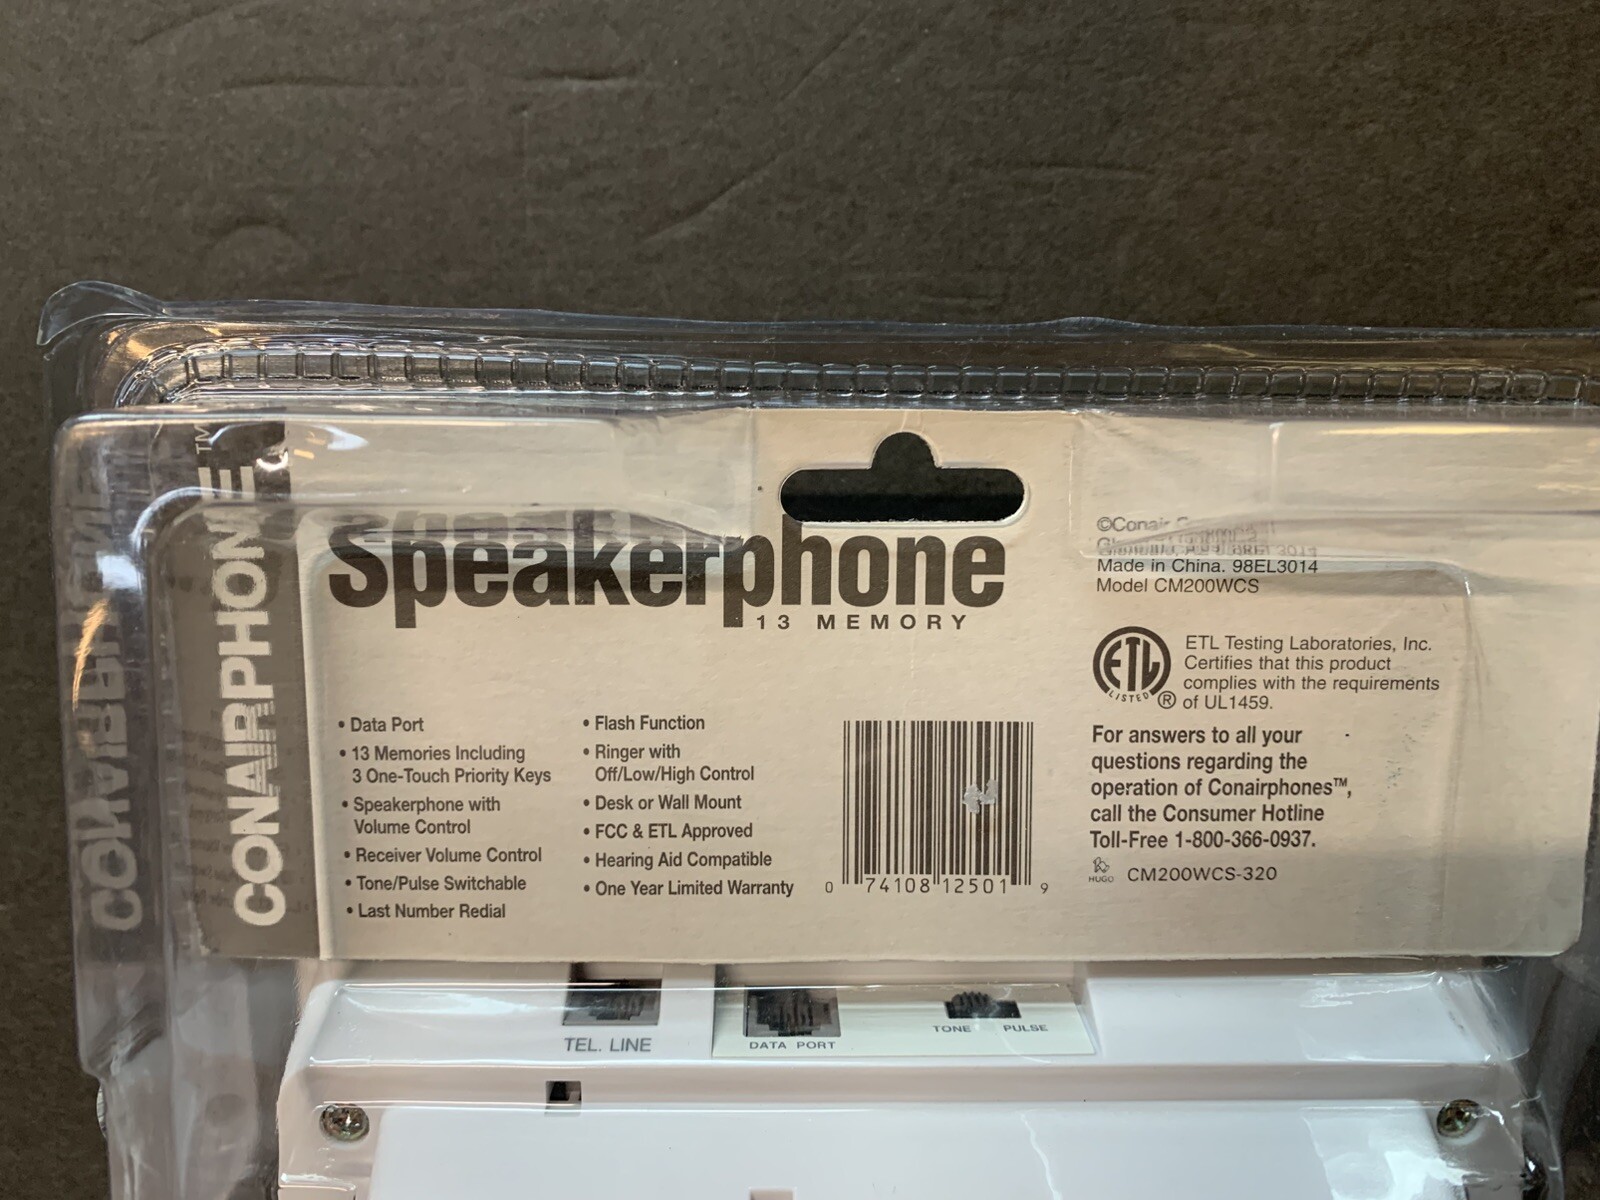 CONAIRPHONE™
Speakerphone
13 MEMORY
• Data Port
• 13 Memories Including
3 One-Touch Priority Keys
• Speakerphone with
Volume Control
• Receiver Volume Control
• Tone/Pulse Switchable
• Last Number Redial
• Flash Function
• Ringer with
Off/Low/High Control
• Desk or Wall Mount
• FCC & ETL Approved
• Hearing Aid Compatible
• One Year Limited Warranty
0 74108 12501 9
©Conair
Made in China. 98EL3014
Model CM200WCS
ETL
LISTED ®
ETL Testing Laboratories, Inc.
Certifies that this product
complies with the requirements
of UL1459.
For answers to all your
questions regarding the
operation of Conairphones™,
call the Consumer Hotline
Toll-Free 1-800-366-0937.
HUGO CM200WCS-320
TEL. LINE
DATA PORT
TONE PULSE